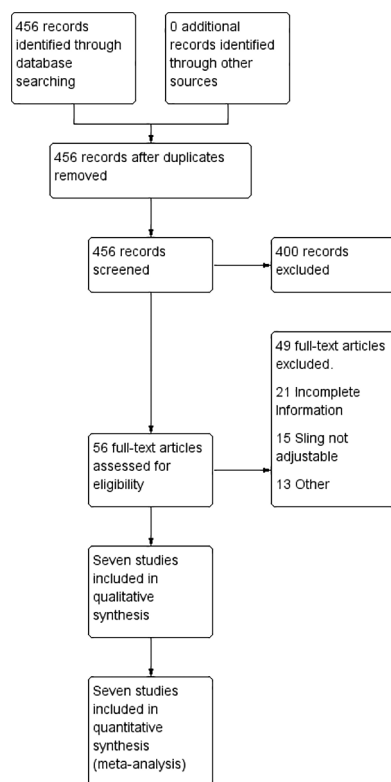 456 records
identified through
database
searching
0 additional
records identified
through other
sources
456 records after duplicates
removed
456 records
screened
400 records
excluded
49 full-text articles
excluded.
21 Incomplete
Information
15 Sling not
adjustable
13 Other
56 full-text articles
assessed for
eligibility
Seven studies
included in
qualitative
synthesis
Seven studies
included in
quantitative
synthesis
(meta-analysis)